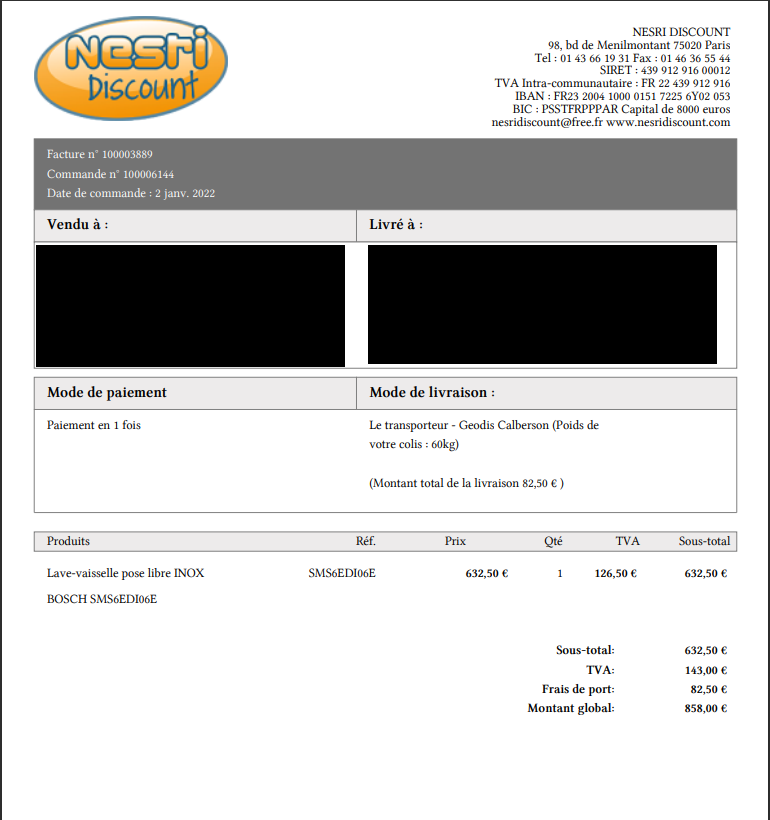 Nesri
Discount
NESRI DISCOUNT
98, bd de Menilmontant 75020 Paris
Tel : 01 43 66 19 31 Fax : 01 46 36 55 44
SIRET : 439 912 916 00012
TVA Intra-communautaire : FR 22 439 912 916
IBAN : FR23 2004 1000 0151 7225 6Y02 053
BIC : PSSTFRPPPAR Capital de 8000 euros
nesridiscount@free.fr www.nesridiscount.com
Facture n° 100003889
Commande n° 100006144
Date de commande : 2 janv. 2022
Vendu à : Livré à :
Mode de paiement Mode de livraison :
Paiement en 1 fois Le transporteur - Geodis Calberson (Poids de
votre colis : 60kg)
(Montant total de la livraison 82,50 € )
Produits Réf. Prix Qté TVA Sous-total
Lave-vaisselle pose libre INOX SMS6EDI06E 632,50 € 1 126,50 € 632,50 €
BOSCH SMS6EDI06E
Sous-total: 632,50 €
TVA: 143,00 €
Frais de port: 82,50 €
Montant global: 858,00 €